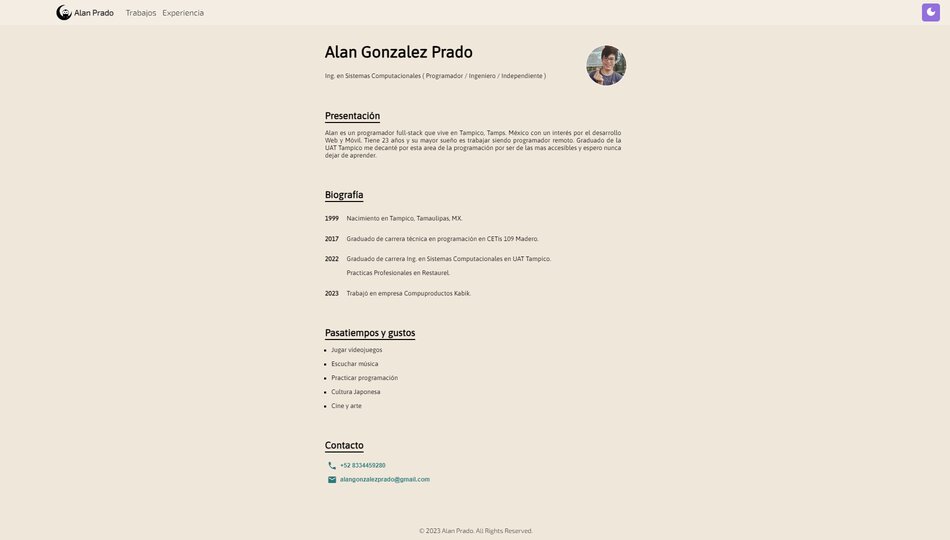 Alan Prado Trabajos Experiencia
Alan Gonzalez Prado
Ing. en Sistemas Computacionales ( Programador / Ingeniero / Independiente )
Presentación
Alan es un programador full-stack que vive en Tampico, Tamps. México con un interés por el desarrollo
Web y Móvil. Tiene 23 años y su mayor sueño es trabajar siendo programador remoto. Graduado de la
UAT Tampico me decanté por esta area de la programación por ser de las mas accesibles y espero nunca
dejar de aprender.
Biografía
1999 Nacimiento en Tampico, Tamaulipas, MX.
2017 Graduado de carrera técnica en programación en CETis 109 Madero.
2022 Graduado de carrera Ing. en Sistemas Computacionales en UAT Tampico.
Practicas Profesionales en Restaurel.
2023 Trabajó en empresa Compuproductos Kabik.
Pasatiempos y gustos
Jugar videojuegos
Escuchar música
Practicar programación
Cultura Japonesa
Cine y arte
Contacto
+52 8334459280
alangonzalezprado@gmail.com
© 2023 Alan Prado. All Rights Reserved.